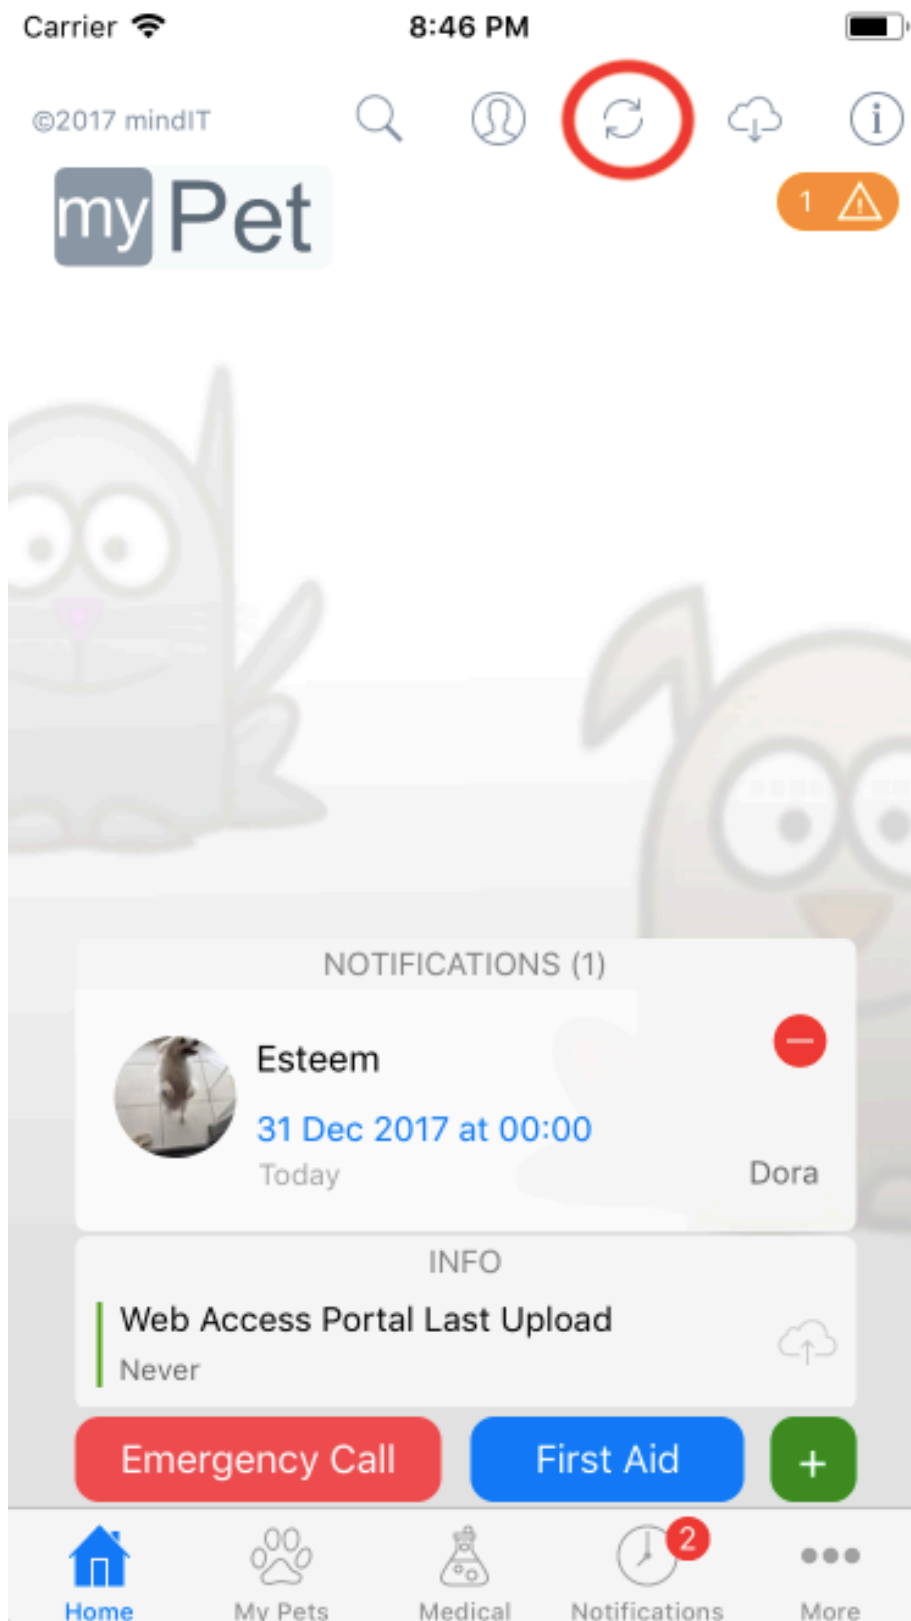 Carrier 8:46 PM
©2017 mindIT
my Pet
1
NOTIFICATIONS (1)
Esteem
31 Dec 2017 at 00:00
Today
Dora
INFO
Web Access Portal Last Upload
Never
Emergency Call First Aid +
2
Home My Pets Medical Notifications More